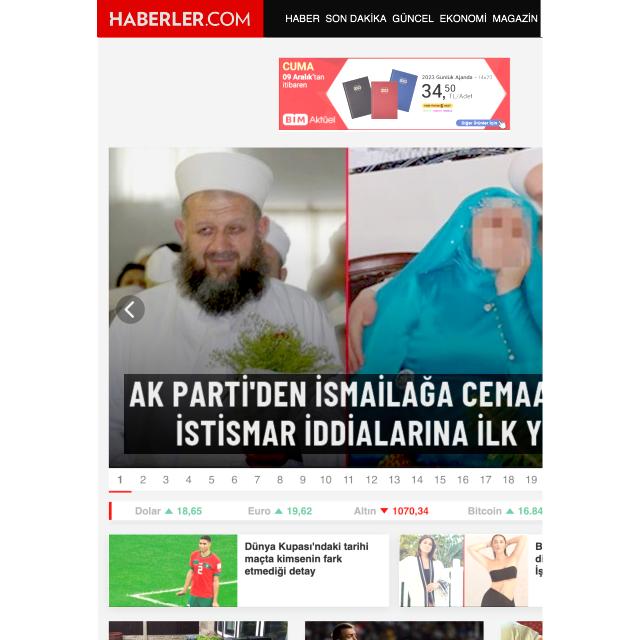 HABERLER.COM
HABER SON DAKİKA GÜNCEL EKONOMİ MAGAZİN
CUMA
09 Aralık'tan
itibaren
BİM Aktüel
2023 Günlük Ajanda - 14x20
34,50
TL/Adet
Diğer Ürünler İçin
AK PARTİ'DEN İSMAİLAĞA CEMAA
İSTİSMAR İDDİALARINA İLK Y
1 2 3 4 5 6 7 8 9 10 11 12 13 14 15 16 17 18 19
Dolar ▲ 18,65 Euro ▲ 19,62 Altın ▼ 1070,34 Bitcoin ▲ 16.84
Dünya Kupası'ndaki tarihi
maçta kimsenin fark
etmediği detay
B
di
İş